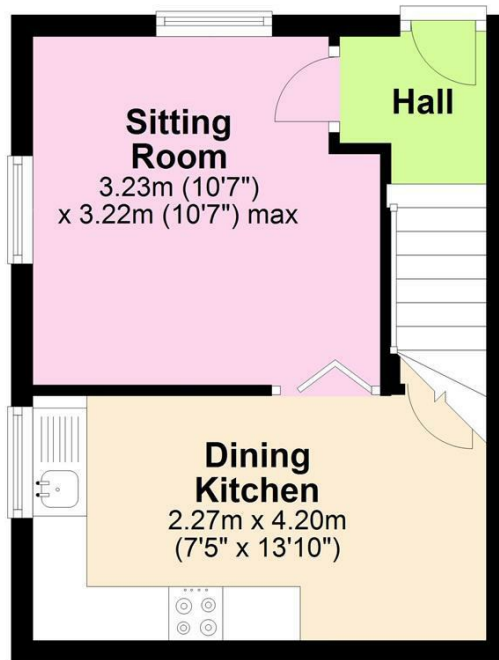 Sitting
Room
3.23m (10'7")
x 3.22m (10'7") max
Hall
Dining
Kitchen
2.27m x 4.20m
(7'5" x 13'10")